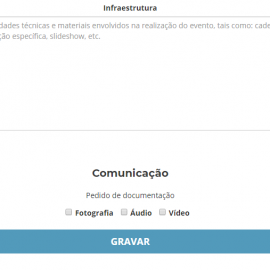 Infraestrutura
dades técnicas e materiais envolvidos na realização do evento, tais como: cade
ção específica, slideshow, etc.
Comunicação
Pedido de documentação
Fotografia Áudio Vídeo
GRAVAR